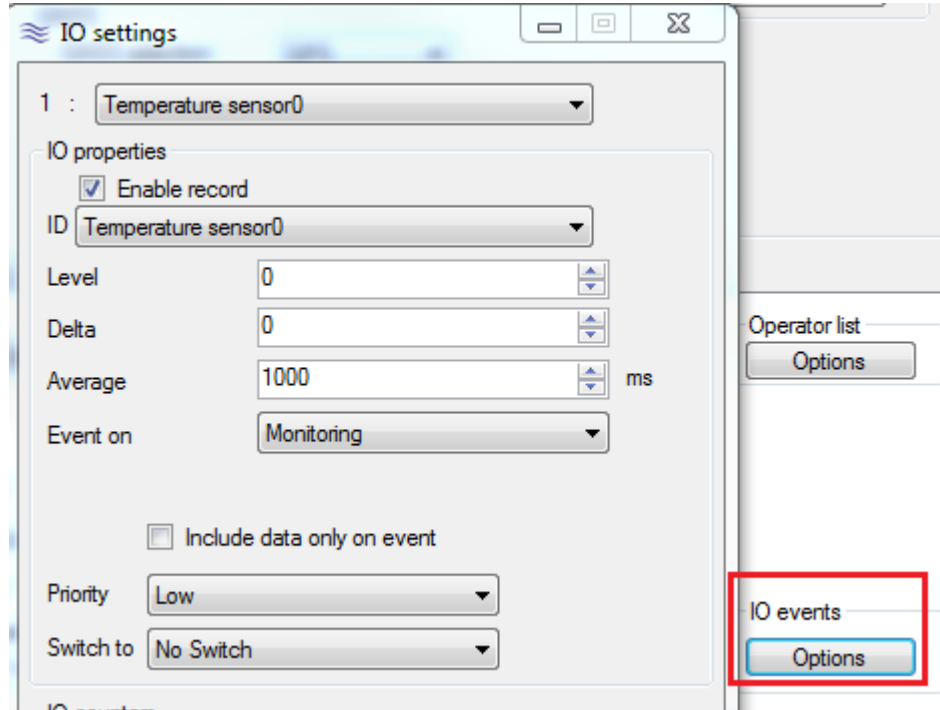 IO settings
1 : Temperature sensor0
IO properties
Enable record
ID Temperature sensor0
Level 0
Delta 0
Average 1000 ms
Event on Monitoring
Include data only on event
Priority Low
Switch to No Switch
IO counters
Operator list
Options
IO events
Options